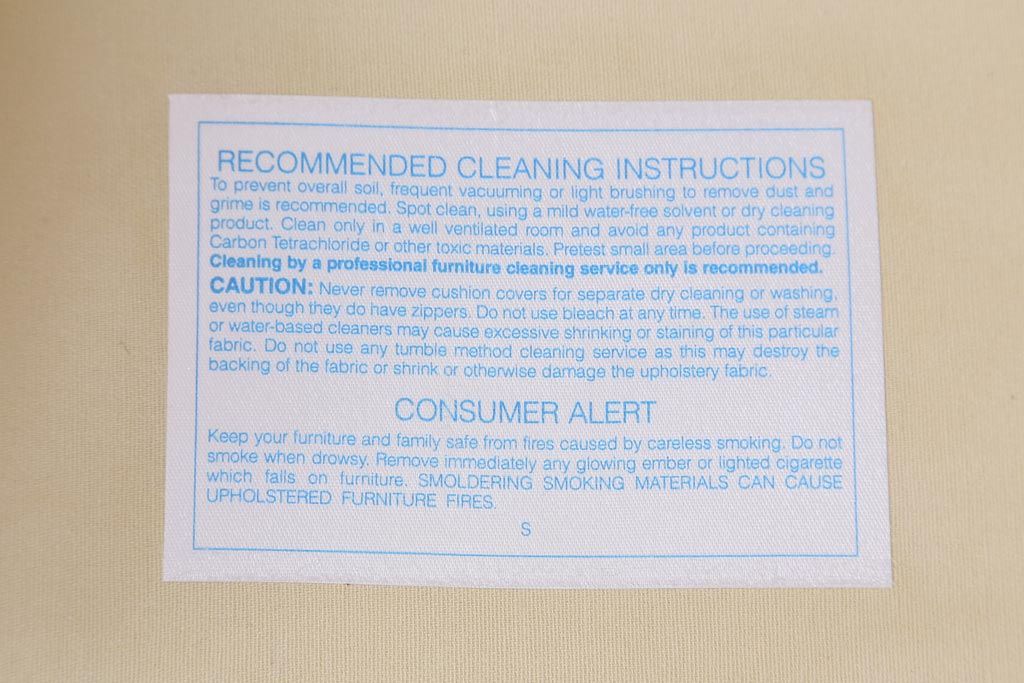 RECOMMENDED CLEANING INSTRUCTIONS
To prevent overall soil, frequent vacuuming or light brushing to remove dust and
grime is recommended. Spot clean, using a mild water-free solvent or dry cleaning
product. Clean only in a well ventilated room and avoid any product containing
Carbon Tetrachloride or other toxic materials. Pretest small area before proceeding.
Cleaning by a professional furniture cleaning service only is recommended.
CAUTION: Never remove cushion covers for separate dry cleaning or washing,
even though they do have zippers. Do not use bleach at any time. The use of steam
or water-based cleaners may cause excessive shrinking or staining of this particular
fabric. Do not use any tumble method cleaning service as this may destroy the
backing of the fabric or shrink or otherwise damage the upholstery fabric.
CONSUMER ALERT
Keep your furniture and family safe from fires caused by careless smoking. Do not
smoke when drowsy. Remove immediately any glowing ember or lighted cigarette
which falls on furniture. SMOLDERING SMOKING MATERIALS CAN CAUSE
UPHOLSTERED FURNITURE FIRES.
S